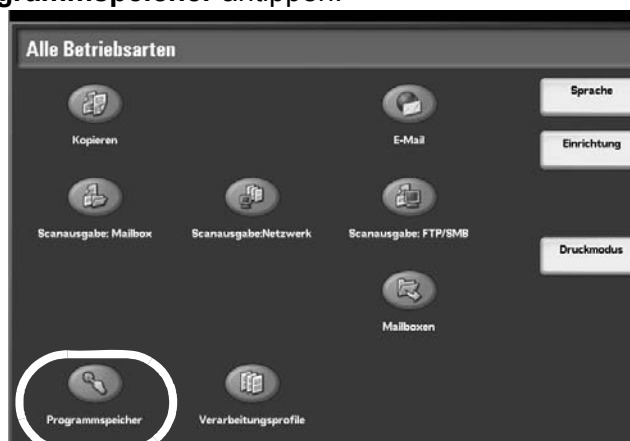 grammspeicher antippen.
Alle Betriebsarten
Kopieren
E-Mail
Sprache
Einrichtung
Scanausgabe: Mailbox
Scanausgabe:Netzwerk
Scanausgabe: FTP/SMB
Druckmodus
Mailboxen
Programmspeicher
Verarbeitungsprofile